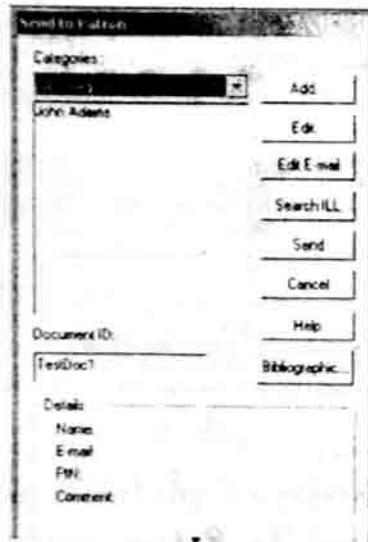 Send to Patron
Categories:
John Adams
Add
Edit
Edit E-mail
Search ILL
Send
Cancel
Help
Bibliographic...
Document ID:
TestDoc1
Details
Name:
E-mail
PIN:
Comment: